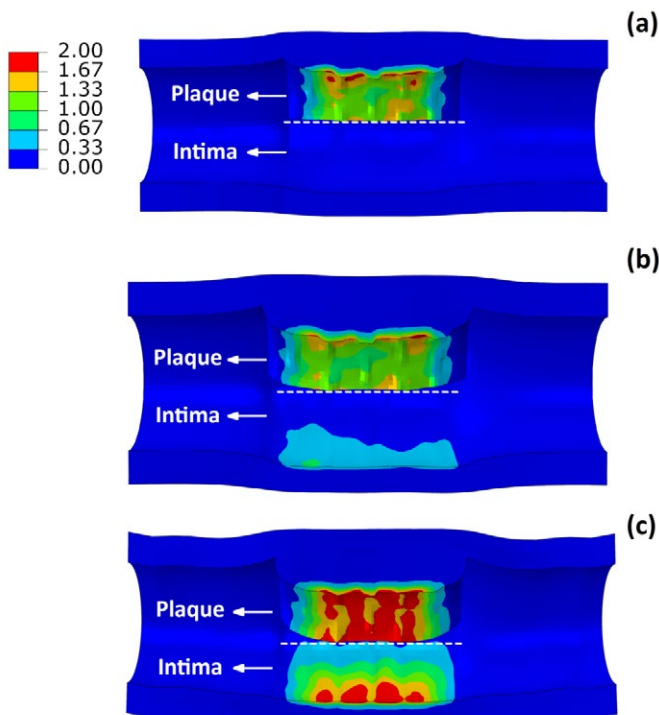 (a)
2.00
1.67
1.33
1.00
0.67
0.33
0.00
Plaque
Intima
(b)
Plaque
Intima
(c)
Plaque
Intima